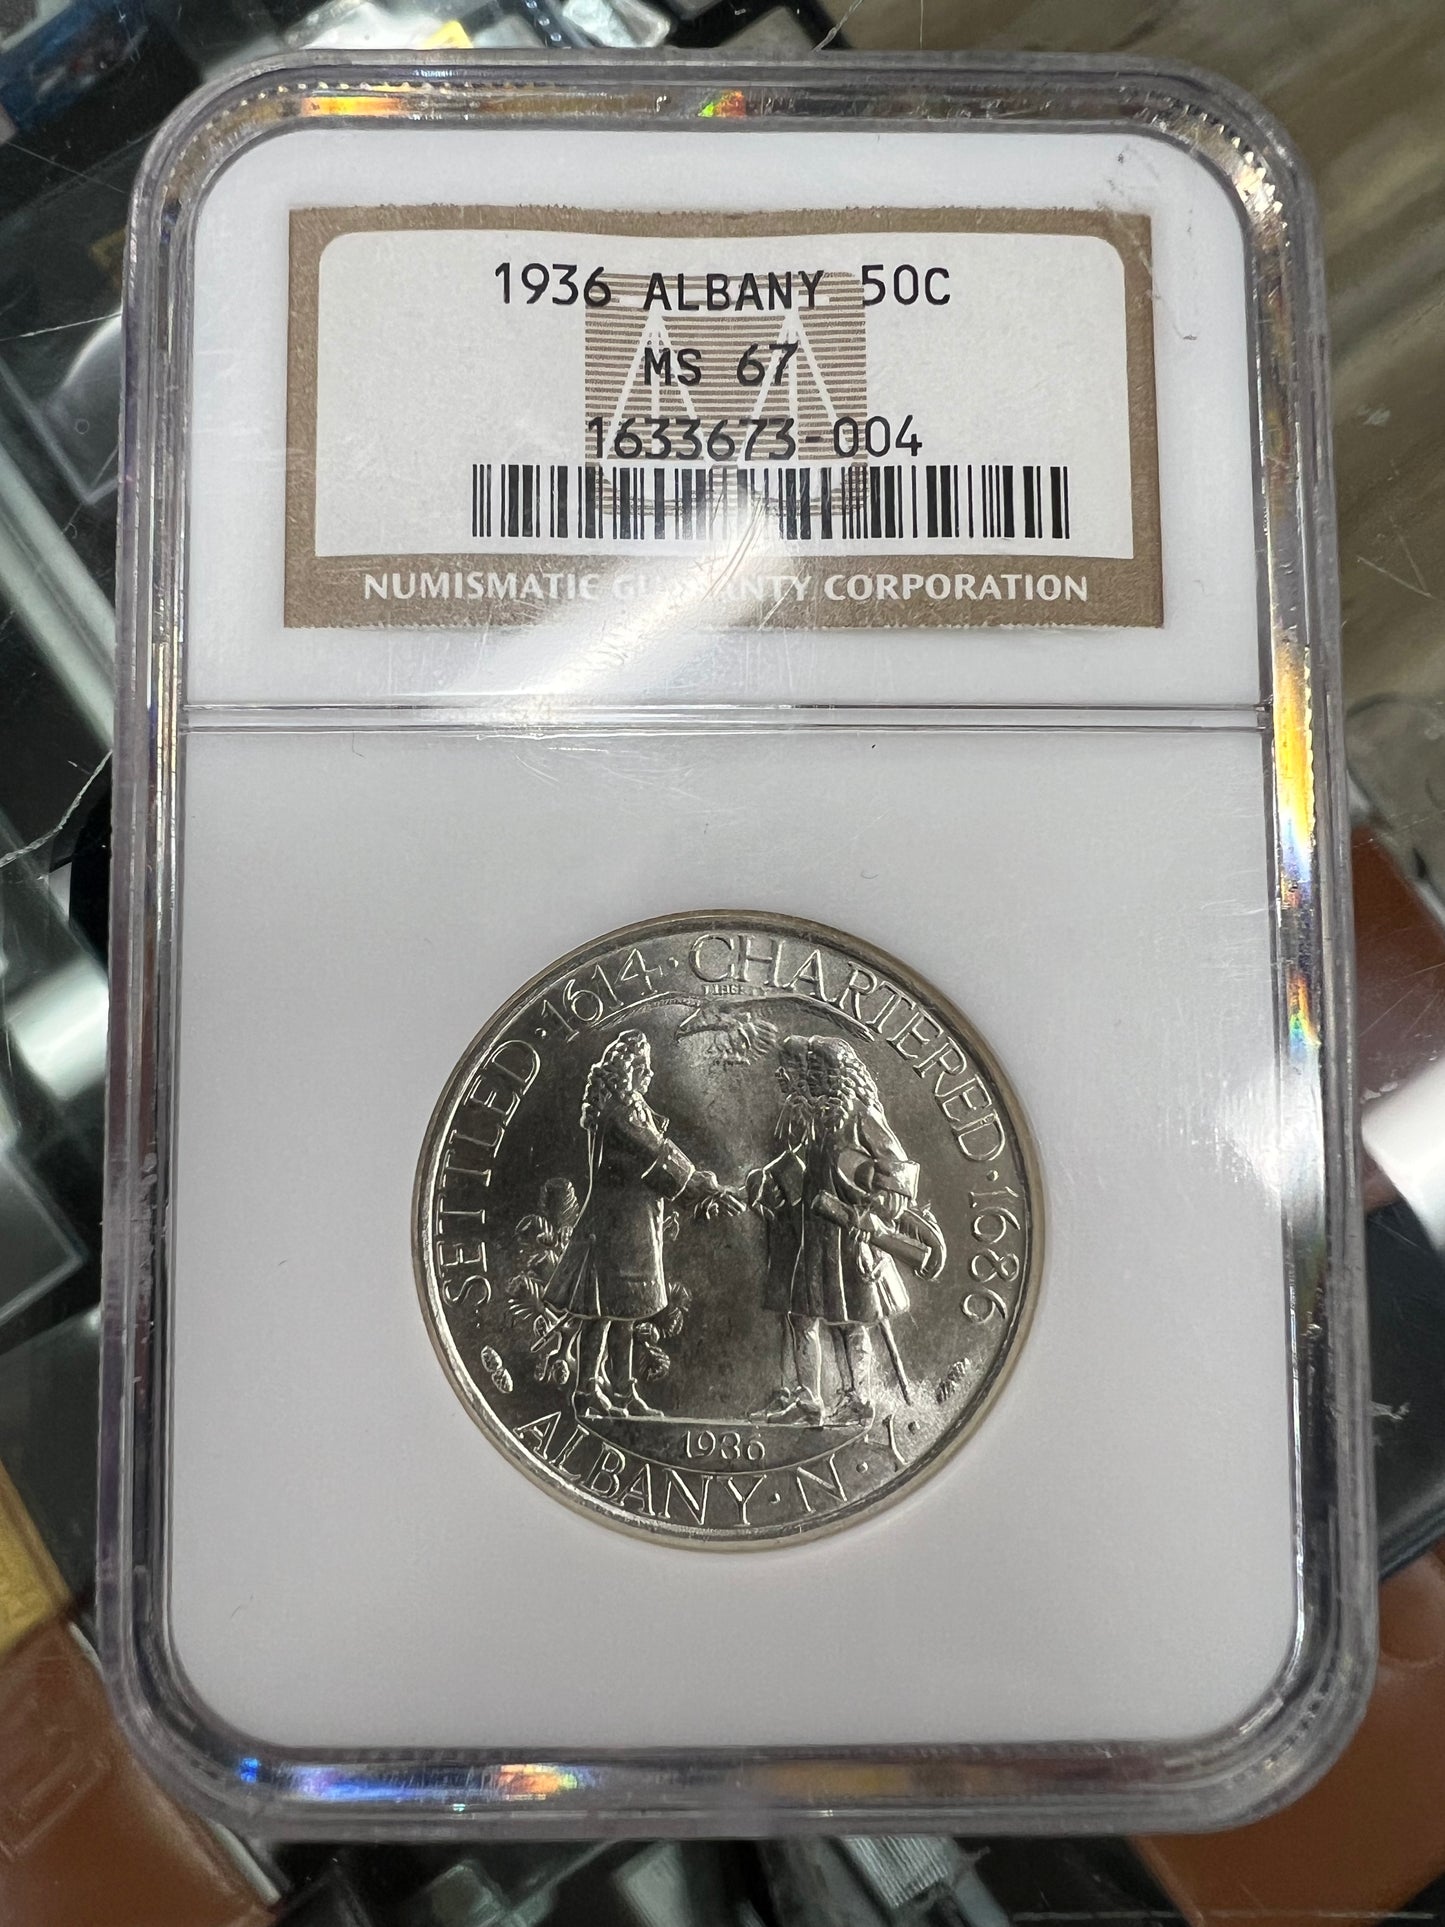 1936 ALBANY 50C
MS 67
1633673-004
NUMISMATIC GUARANTY CORPORATION
SETTLED·1614·CHARTERED·1686
LIBERTY
1936
ALBANY·N·Y·